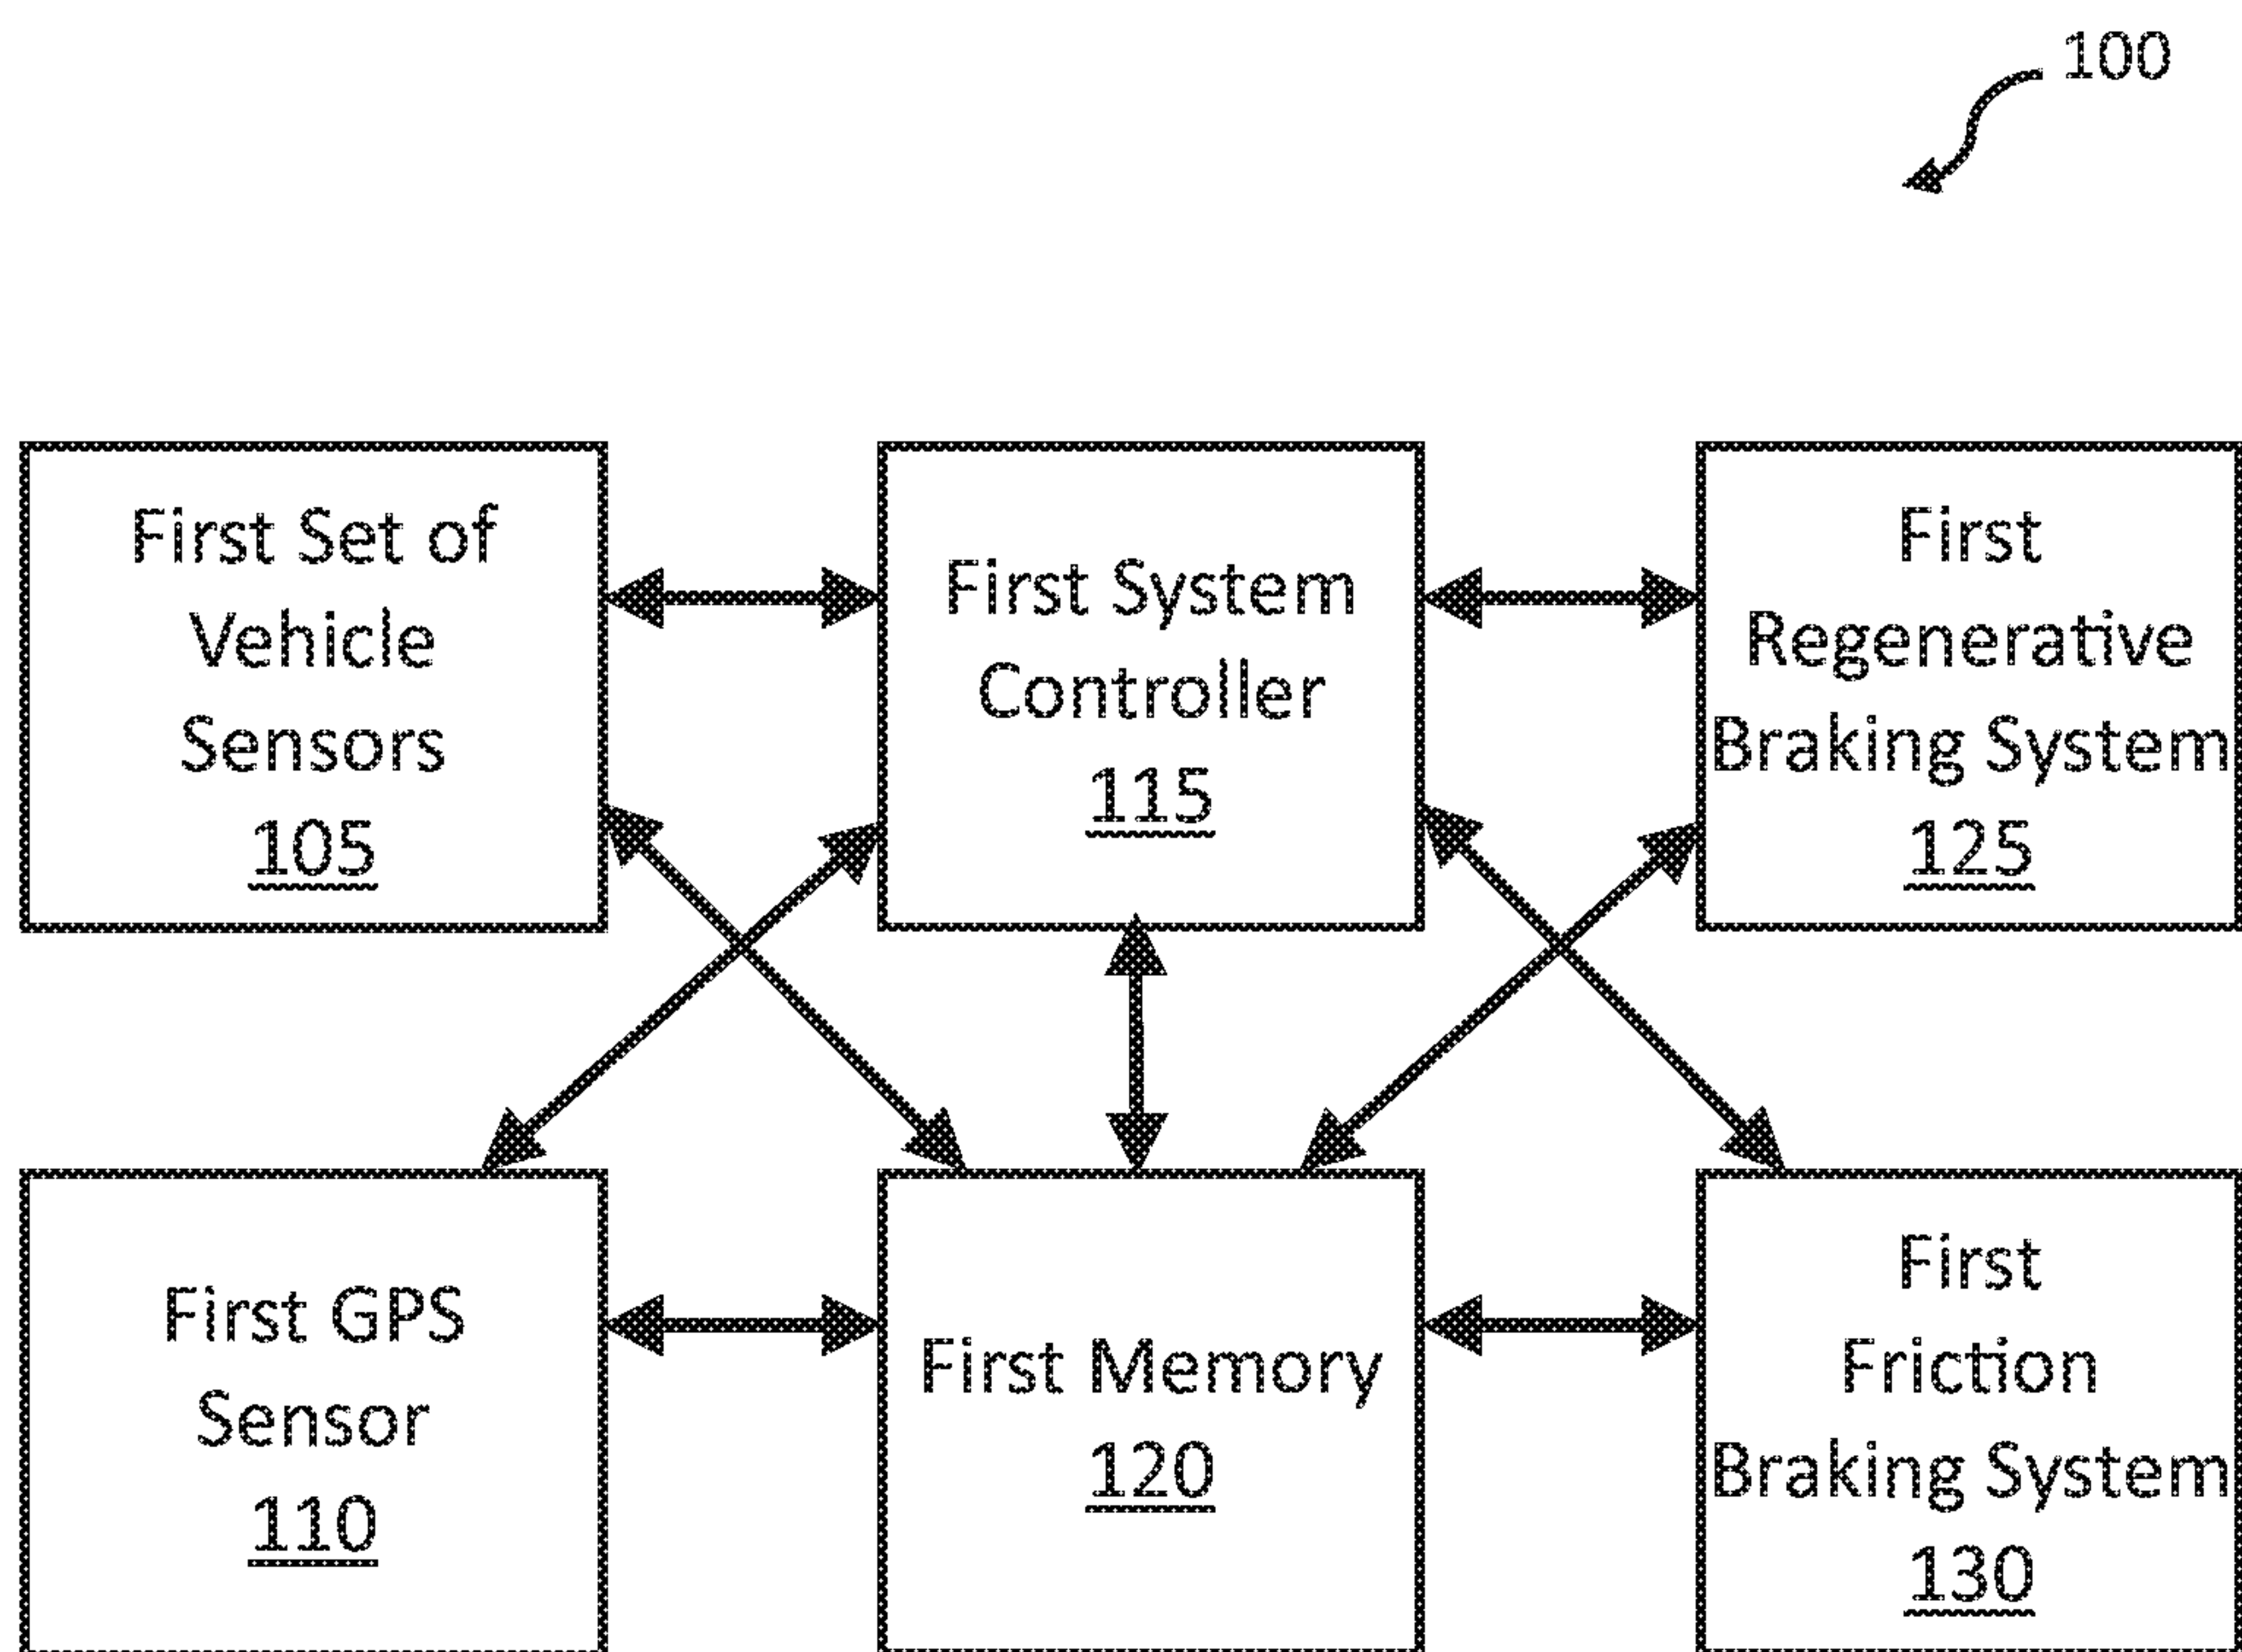 100
First Set of
Vehicle
Sensors
105
First System
Controller
115
First
Regenerative
Braking System
125
First GPS
Sensor
110
First Memory
120
First
Friction
Braking System
130